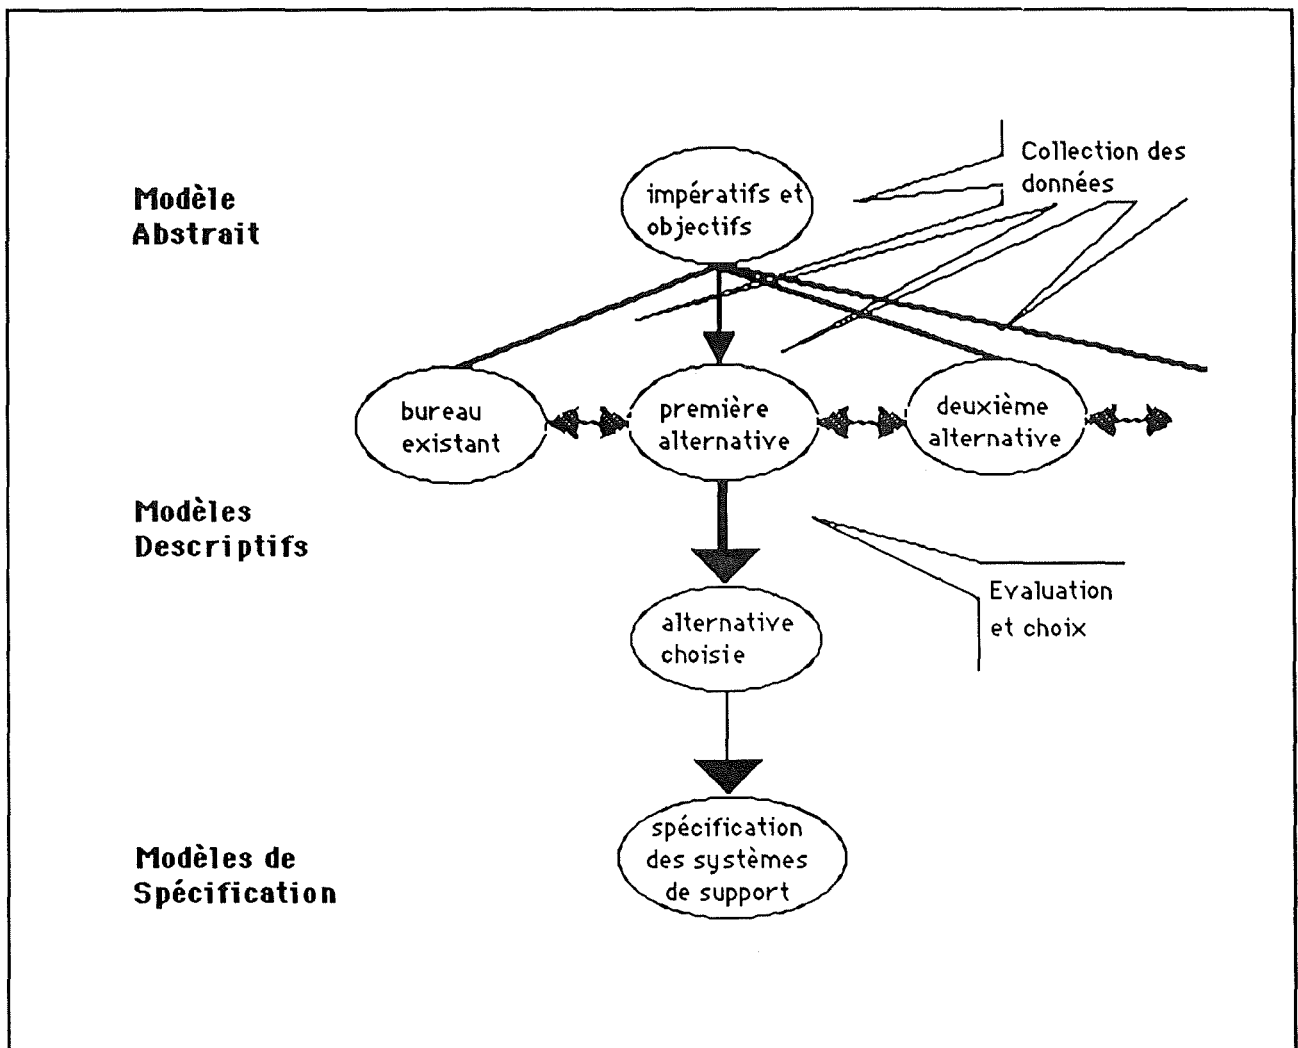 Collection des
données
Modèle
Abstrait
impératifs et
objectifs
bureau
existant
première
alternative
deuxième
alternative
Modèles
Descriptifs
Evaluation
et choix
alternative
choisie
spécification
des systèmes
de support
Modèles de
Spécification